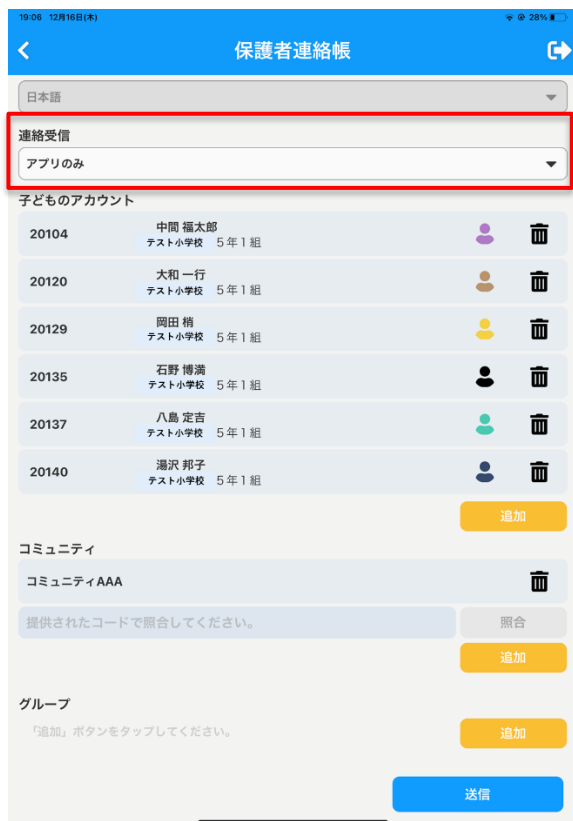 19:06 12月16日(木) 28%
保護者連絡帳
日本語
連絡受信
アプリのみ
子どものアカウント
20104 中間 福太郎
テスト小学校 5年1組
20120 大和 一行
テスト小学校 5年1組
20129 岡田 梢
テスト小学校 5年1組
20135 石野 博満
テスト小学校 5年1組
20137 八島 定吉
テスト小学校 5年1組
20140 湯沢 邦子
テスト小学校 5年1組
追加
コミュニティ
コミュニティAAA
提供されたコードで照合してください。 照合
追加
グループ
「追加」ボタンをタップしてください。 追加
送信